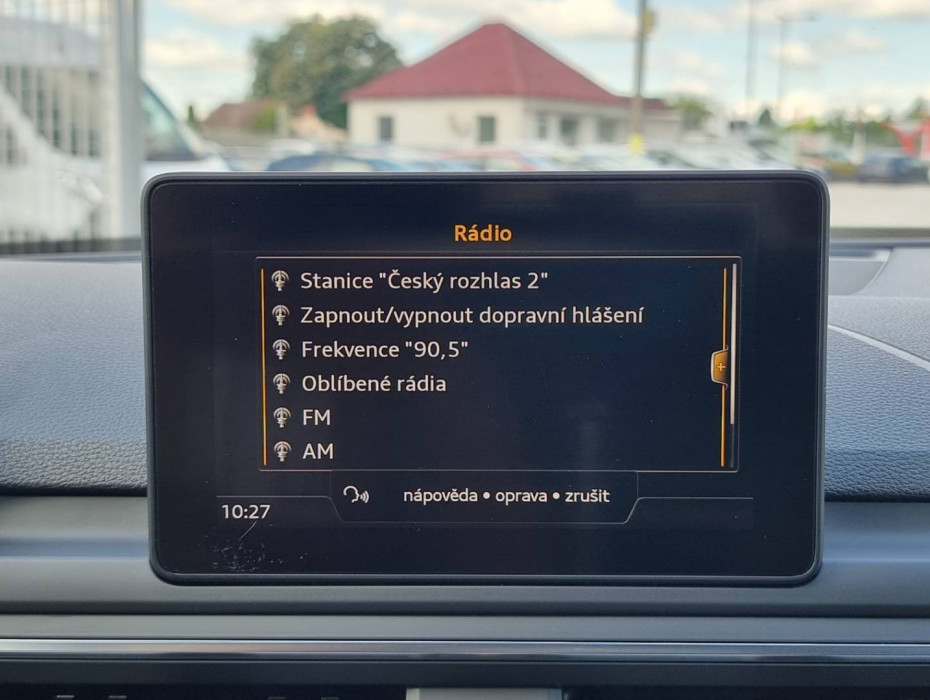 Rádio
Stanice "Český rozhlas 2"
Zapnout/vypnout dopravní hlášení
Frekvence "90,5"
Oblíbené rádia
FM
AM
nápověda • oprava • zrušit
10:27